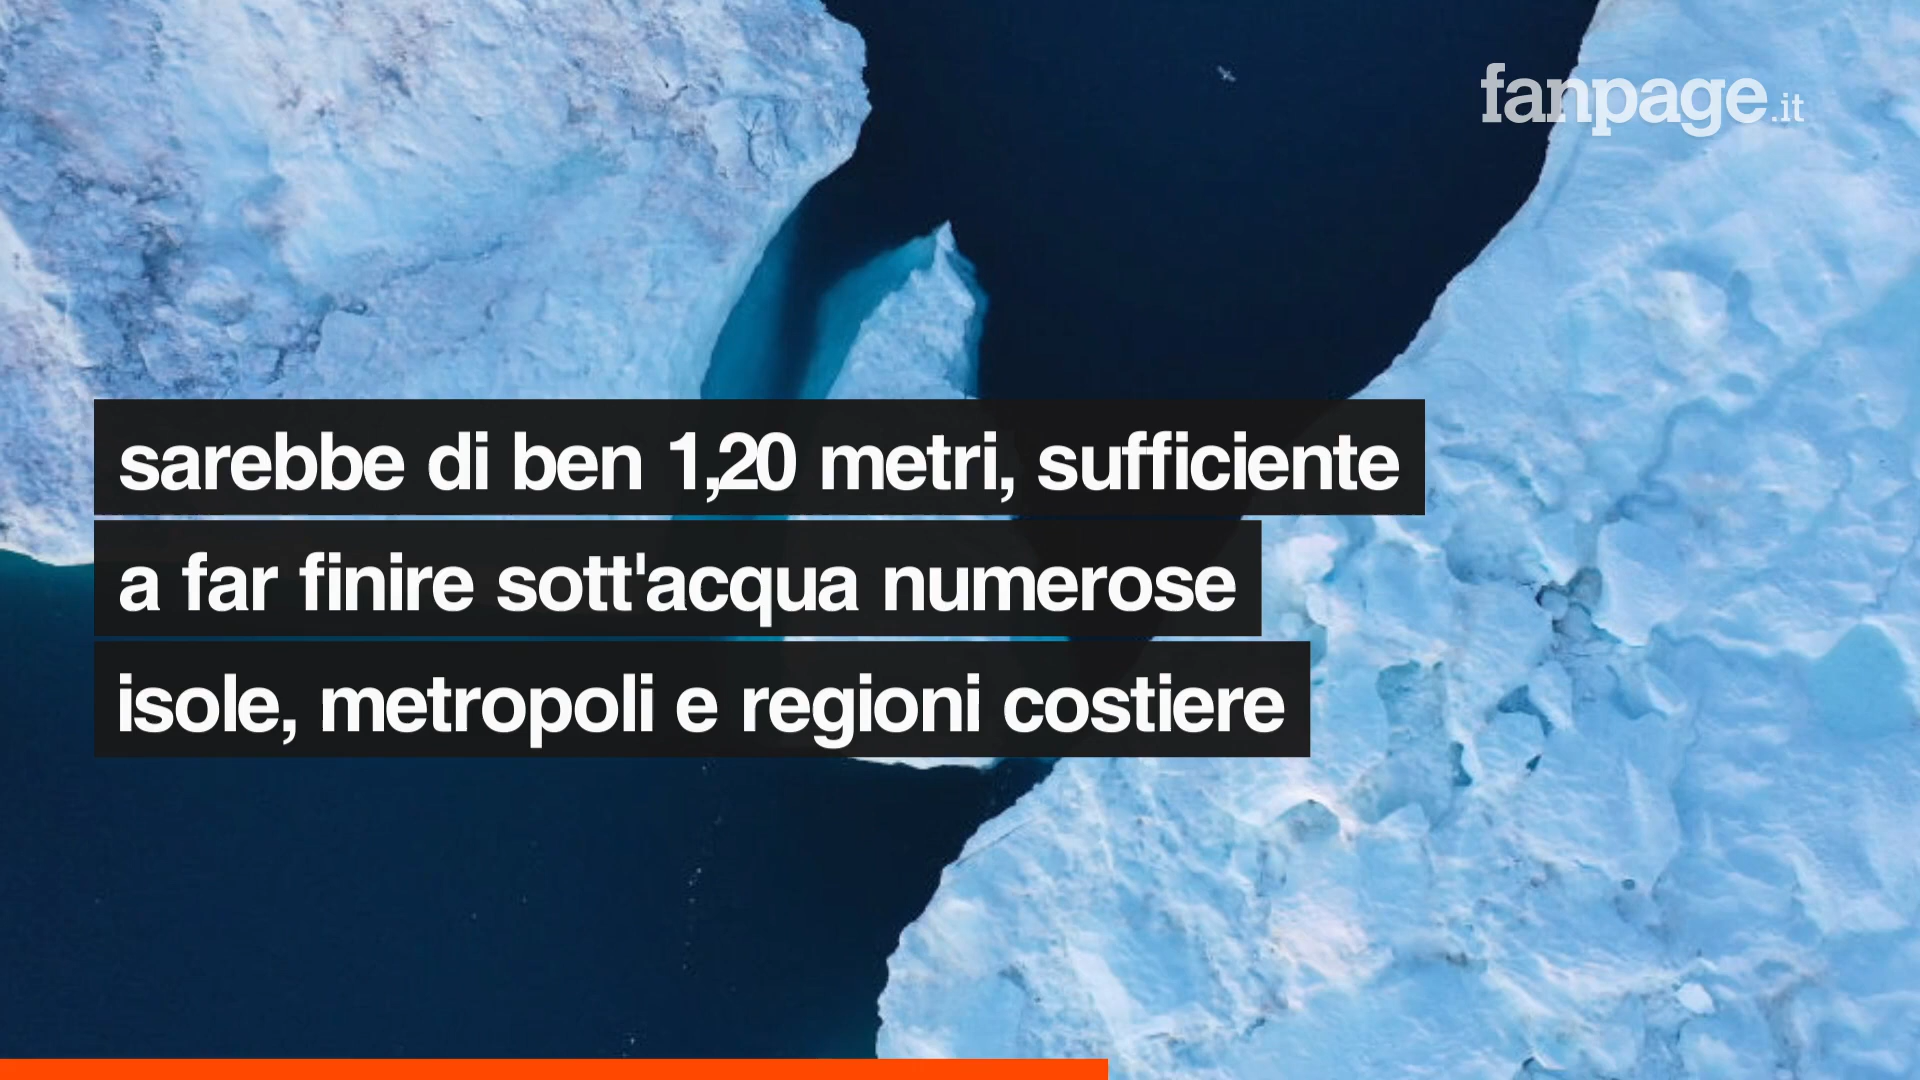 fanpage.it
sarebbe di ben 1,20 metri, sufficiente
a far finire sott'acqua numerose
isole, metropoli e regioni costiere